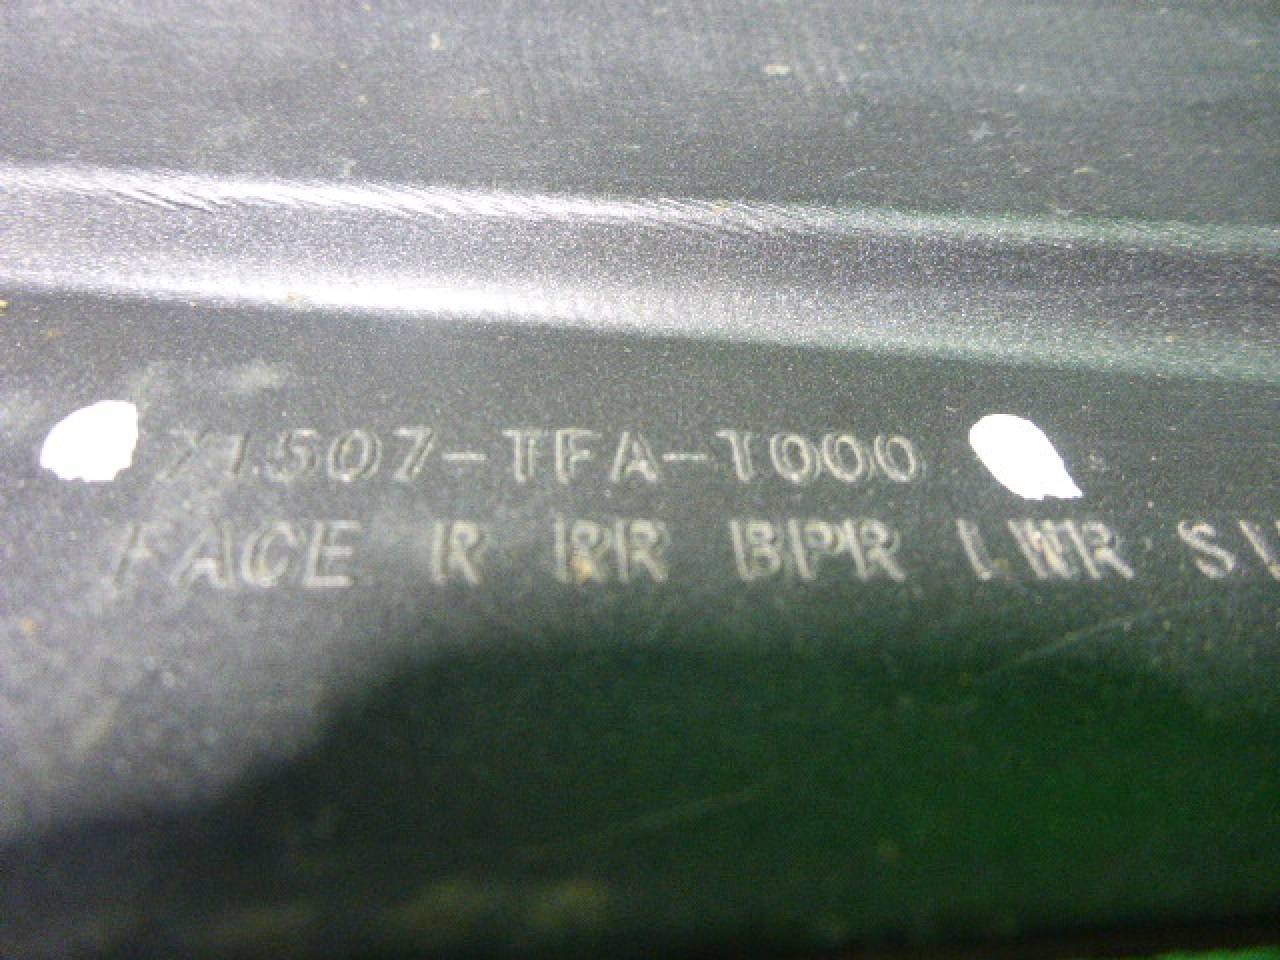 71507-TFA-T000
FACE R RR BPR LWR